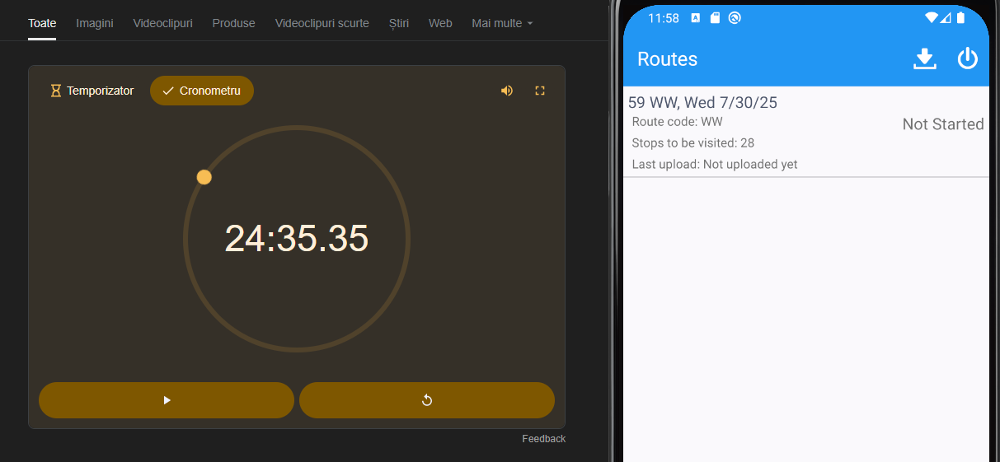 Toate Imagini Videoclipuri Produse Videoclipuri scurte Știri Web Mai multe
Temporizator Cronometru
24:35.35
Feedback
11:58
Routes
59 WW, Wed 7/30/25
Route code: WW
Not Started
Stops to be visited: 28
Last upload: Not uploaded yet